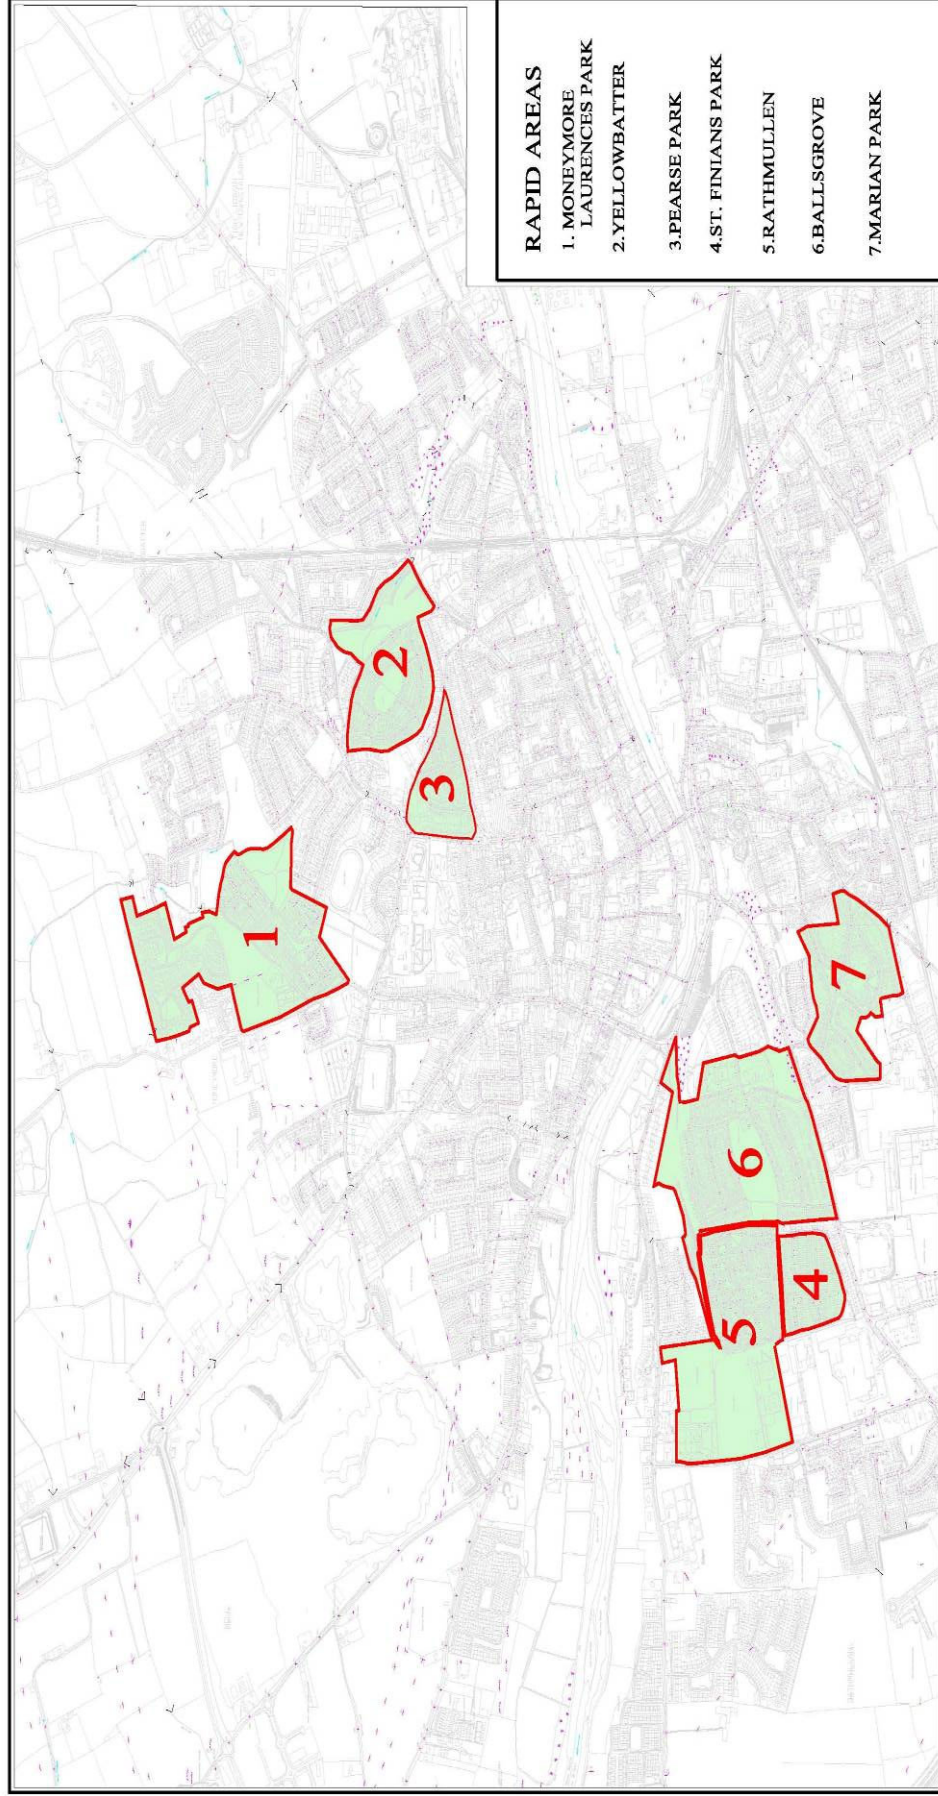 RAPID AREAS
1. MONEYMORE
LAURENCES PARK
2.YELLOWBATTER
3.PEARSE PARK
4.ST. FINIANS PARK
5.RATHMULLEN
6.BALLSGROVE
7.MARIAN PARK
1
2
3
4
5
6
7